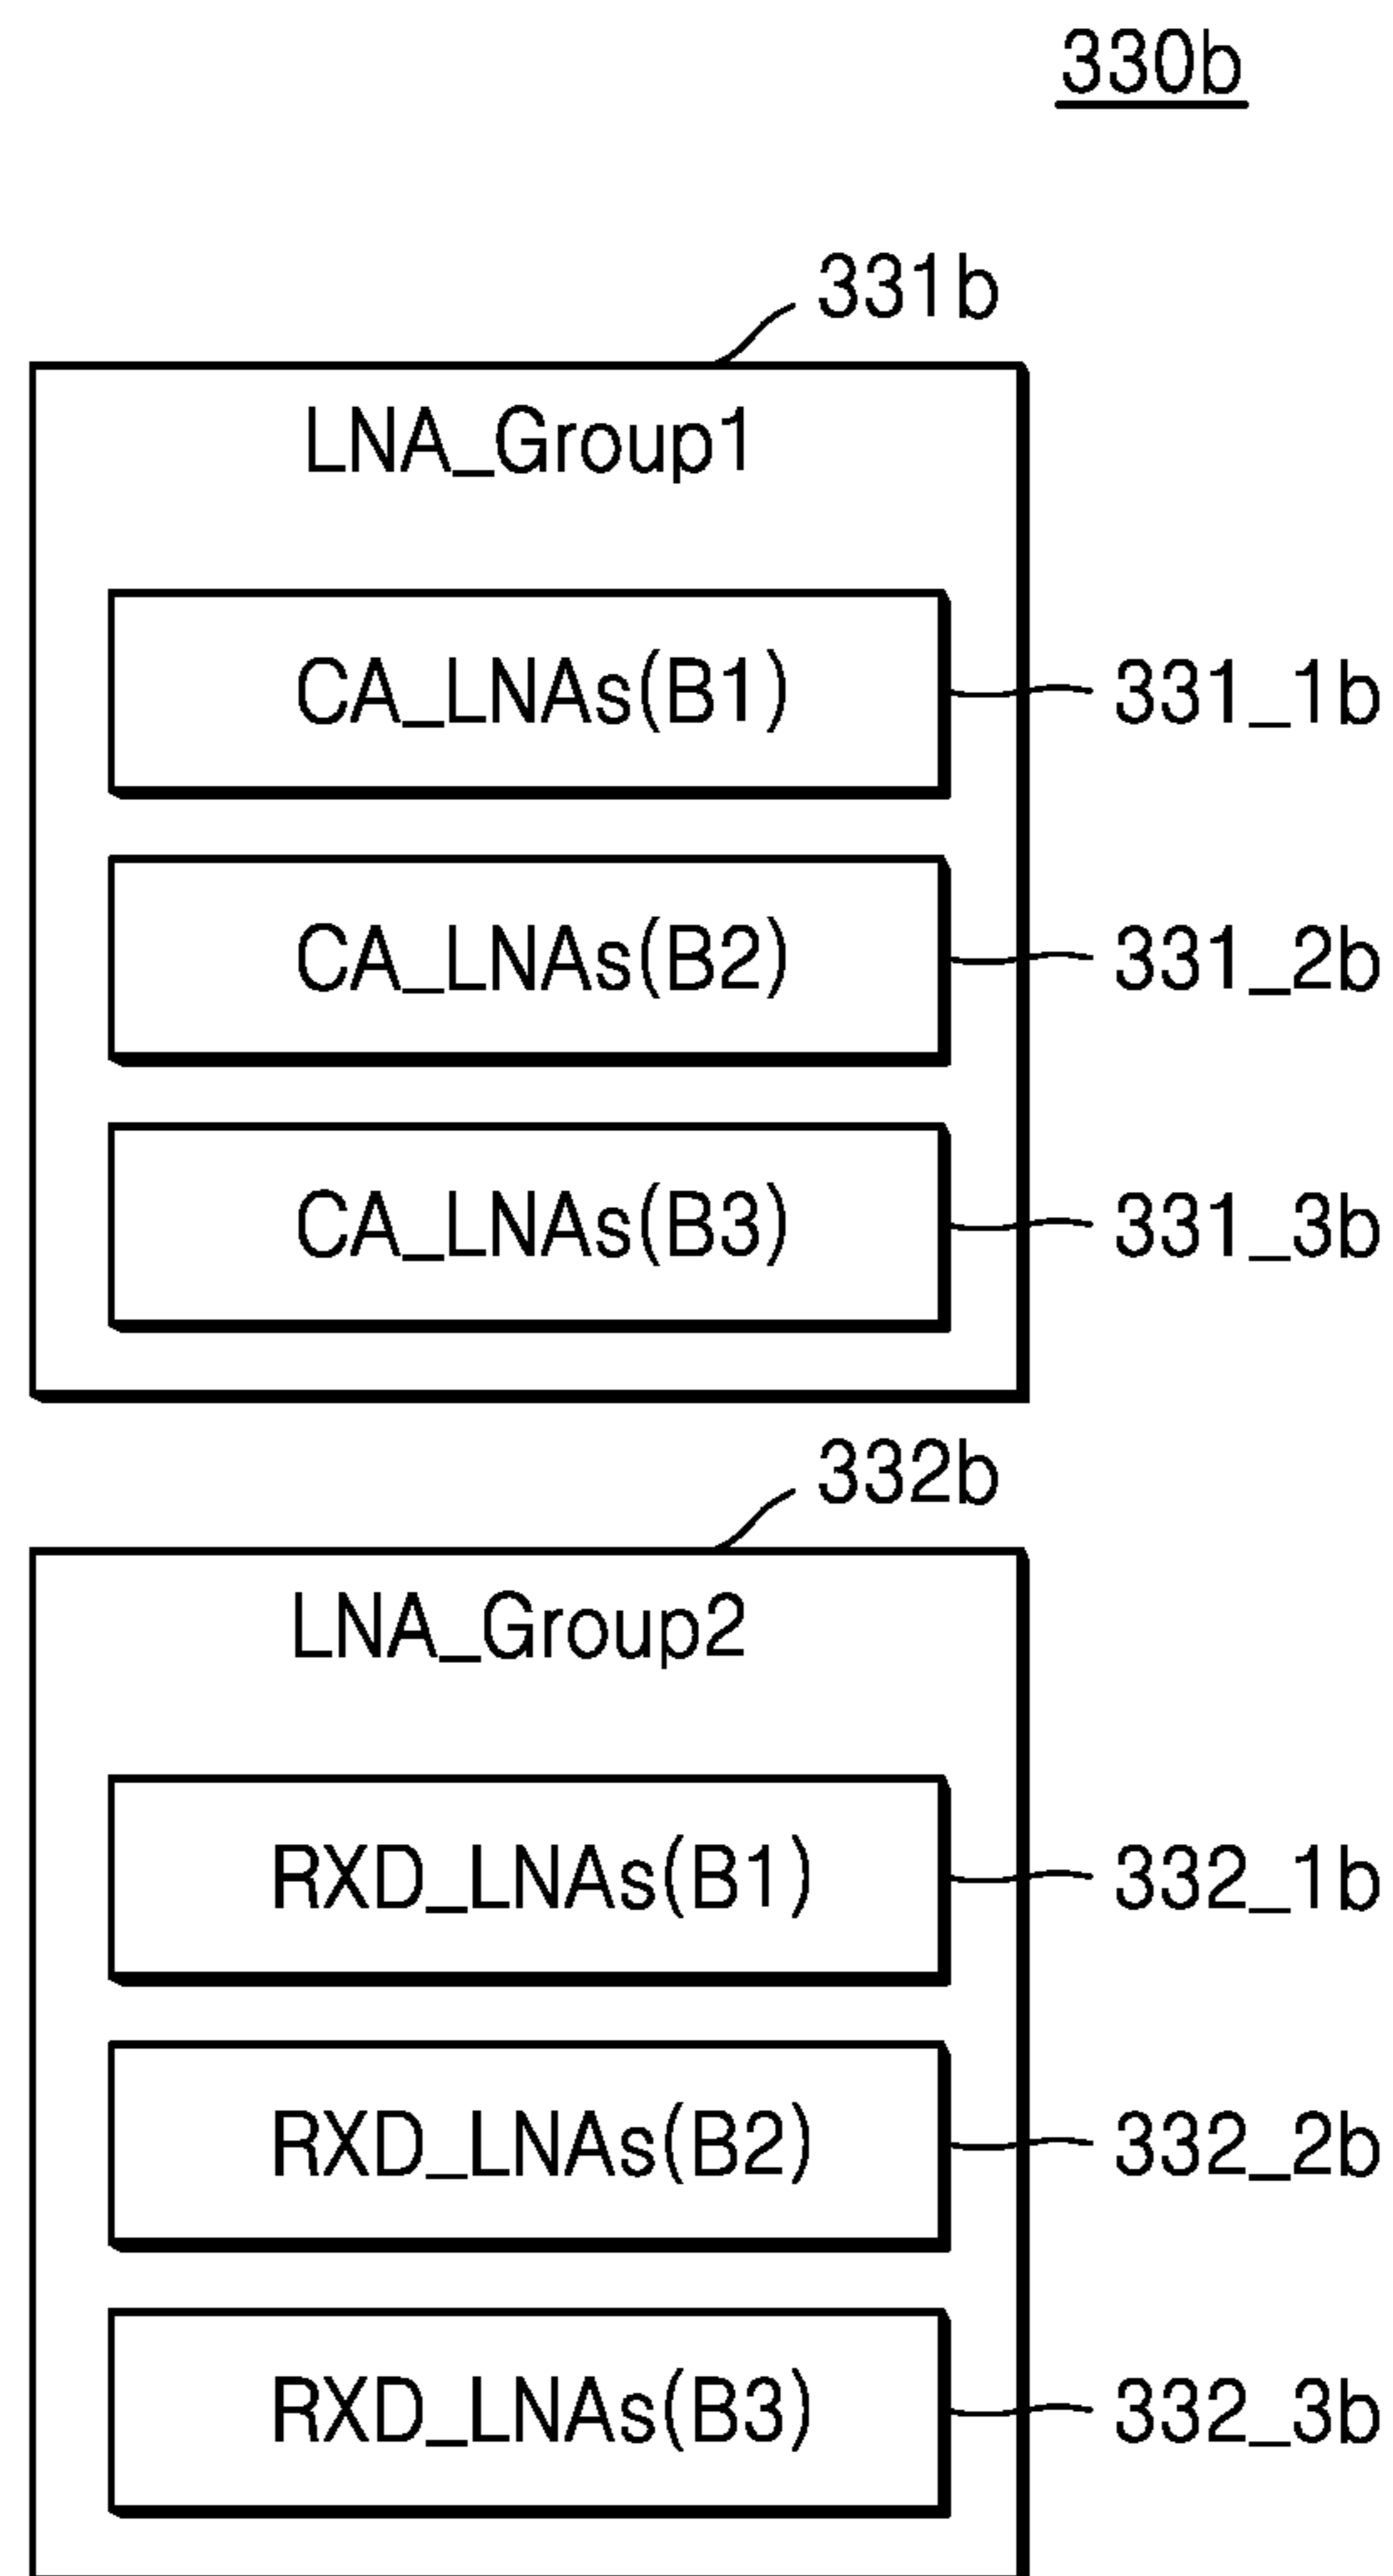 330b
331b
LNA_Group1
CA_LNAs(B1)
331_1b
CA_LNAs(B2)
331_2b
CA_LNAs(B3)
331_3b
332b
LNA_Group2
RXD_LNAs(B1)
332_1b
RXD_LNAs(B2)
332_2b
RXD_LNAs(B3)
332_3b